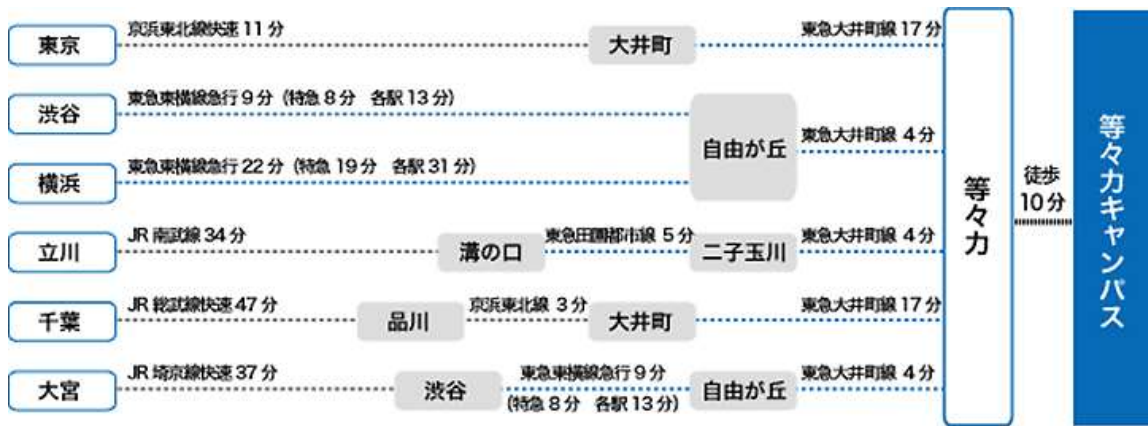 東京 京浜東北線快速 11 分 大井町 東急大井町線 17 分
渋谷 東急東横線急行 9 分 (特急 8 分 各駅 13 分)
自由が丘 東急大井町線 4 分
横浜 東急東横線急行 22 分 (特急 19 分 各駅 31 分)
立川 JR 南武線 34 分 溝の口 東急田園都市線 5 分 二子玉川 東急大井町線 4 分
千葉 JR 総武線快速 47 分 品川 京浜東北線 3 分 大井町 東急大井町線 17 分
大宮 JR 埼京線快速 37 分 渋谷 東急東横線急行 9 分 自由が丘 東急大井町線 4 分
(特急 8 分 各駅 13 分)
等々力
徒歩
10 分
等々力キャンパス